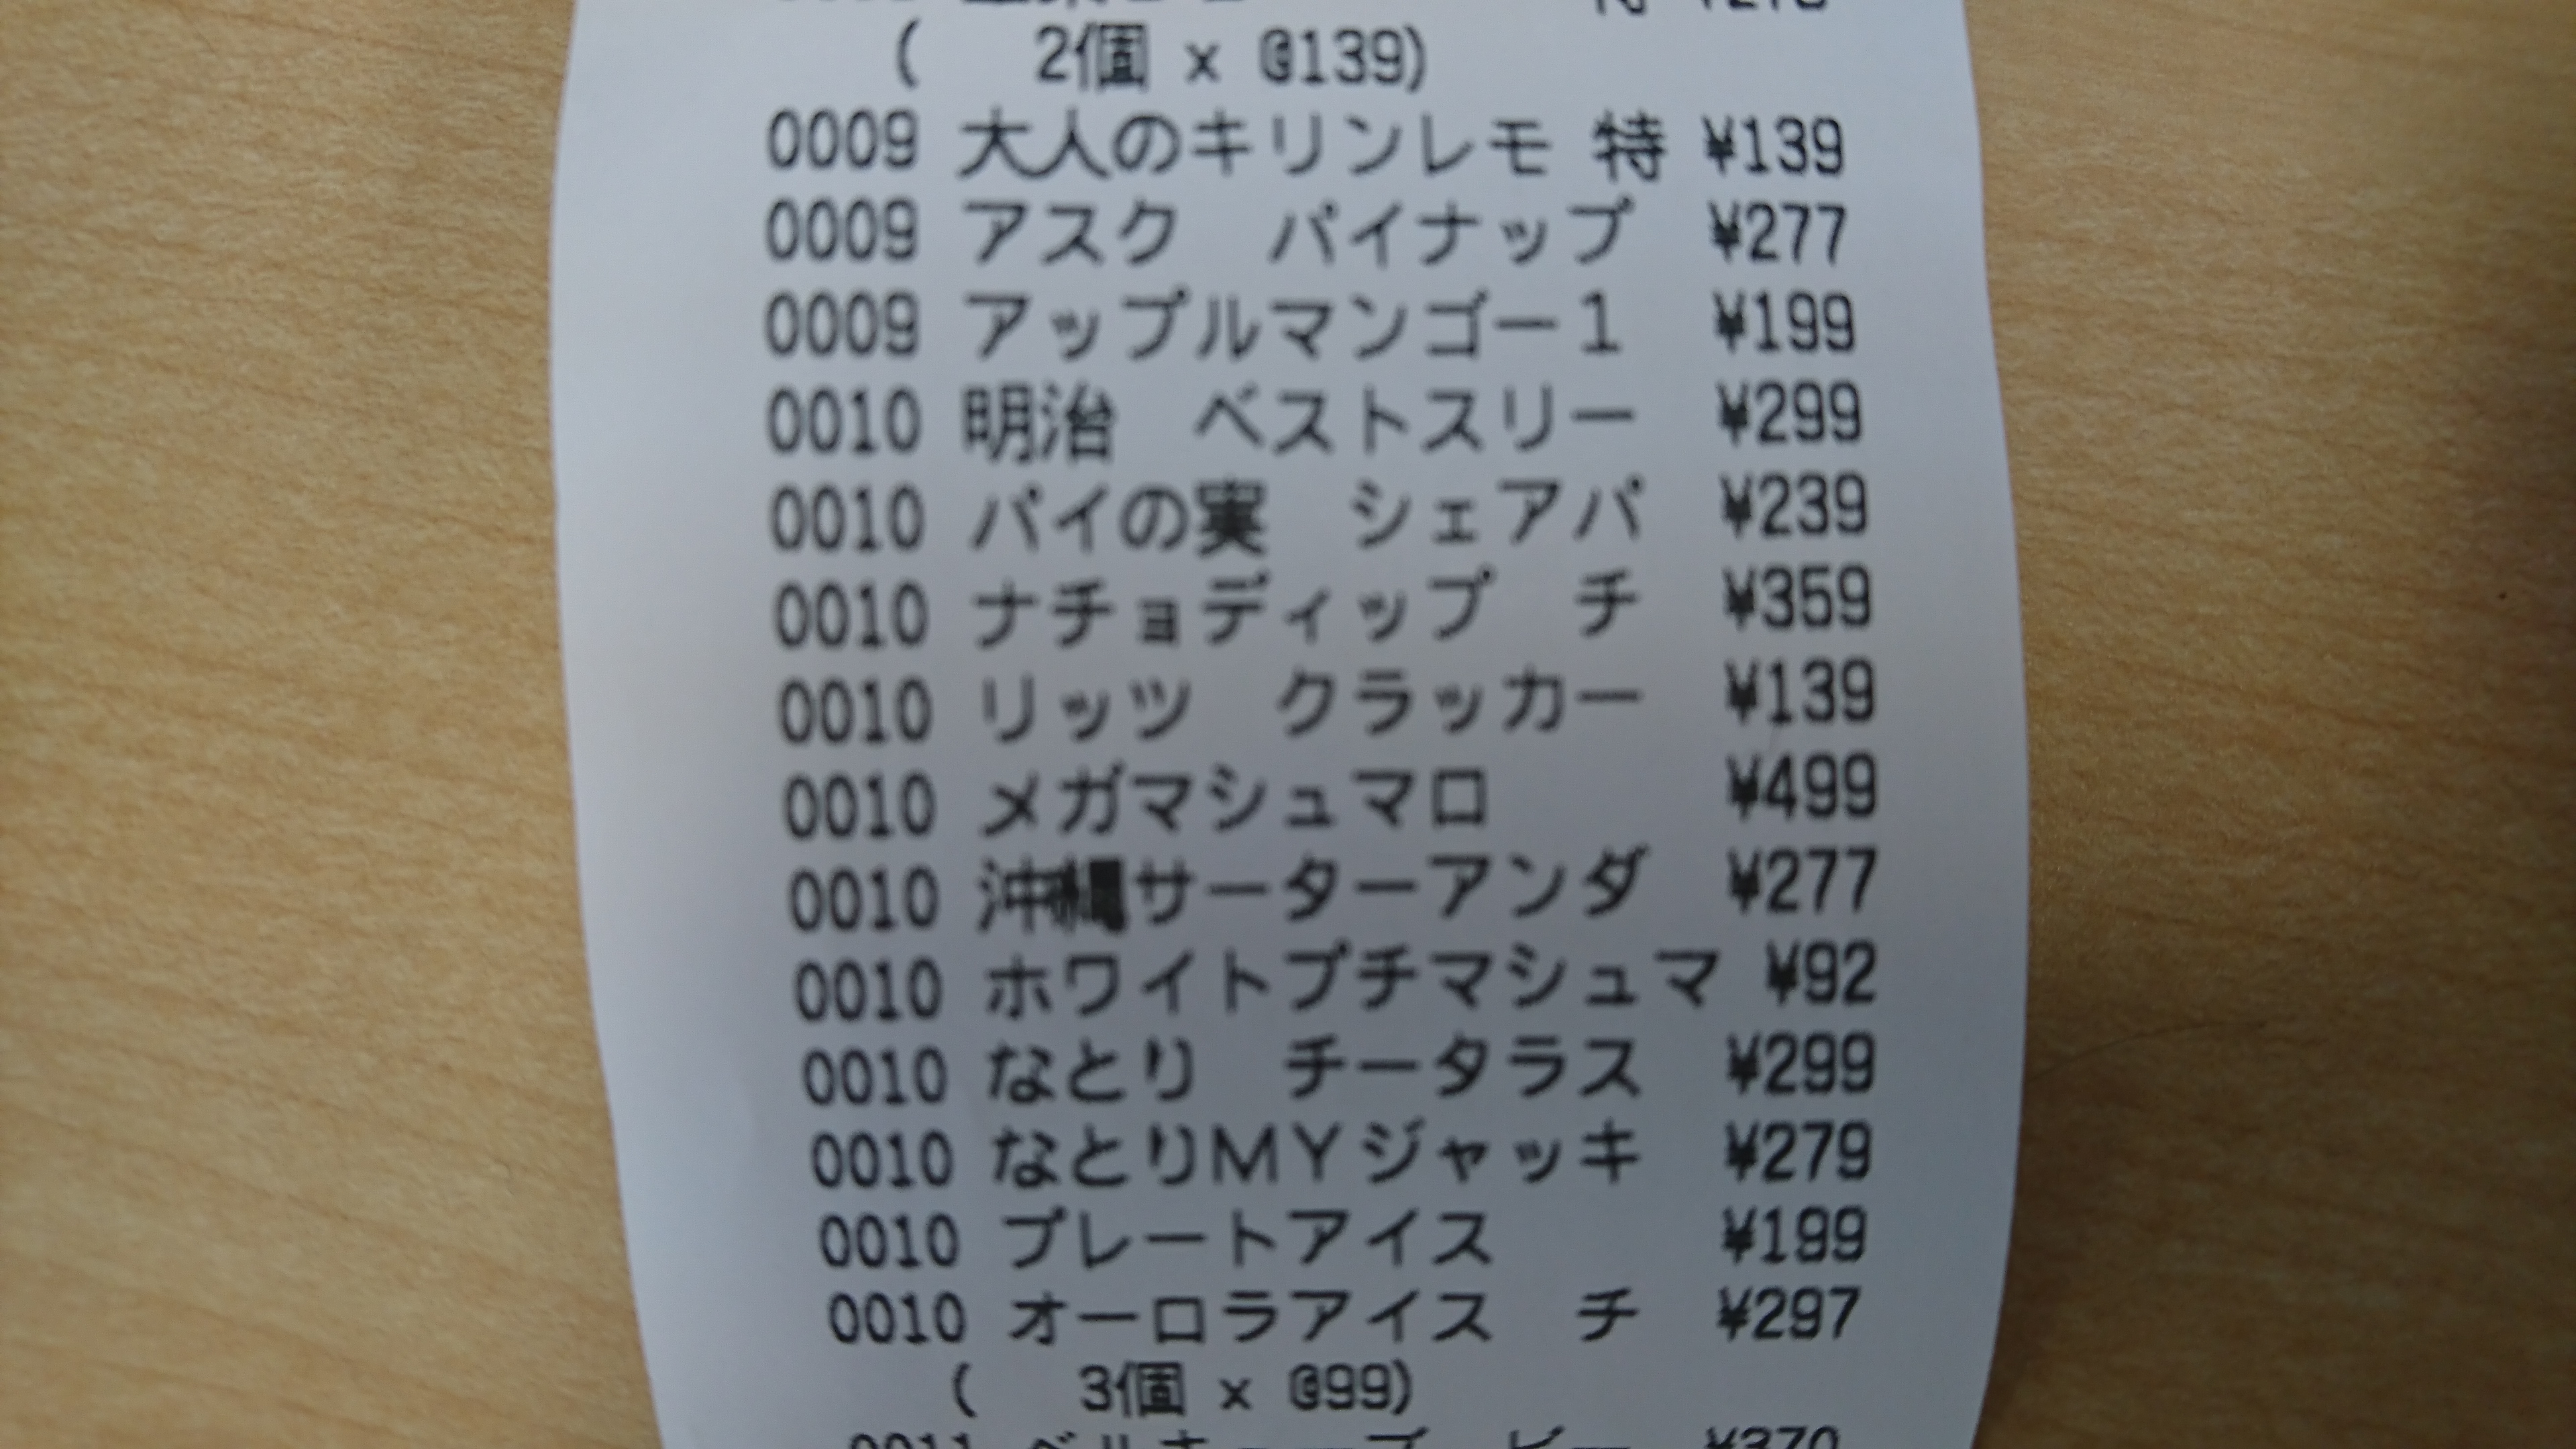 ( 2個 x @139)
0009 大人のキリンレモ 特 ¥139
0009 アスク パイナップ ¥277
0009 アップルマンゴー1 ¥199
0010 明治 ベストスリー ¥299
0010 パイの実 シェアパ ¥239
0010 ナチョディップ チ ¥359
0010 リッツ クラッカー ¥139
0010 メガマシュマロ ¥499
0010 沖縄サーターアンダ ¥277
0010 ホワイトプチマシュマ ¥92
0010 なとり チータラス ¥299
0010 なとりMYジャッキ ¥279
0010 プレートアイス ¥199
0010 オーロラアイス チ ¥297
( 3個 x @99)